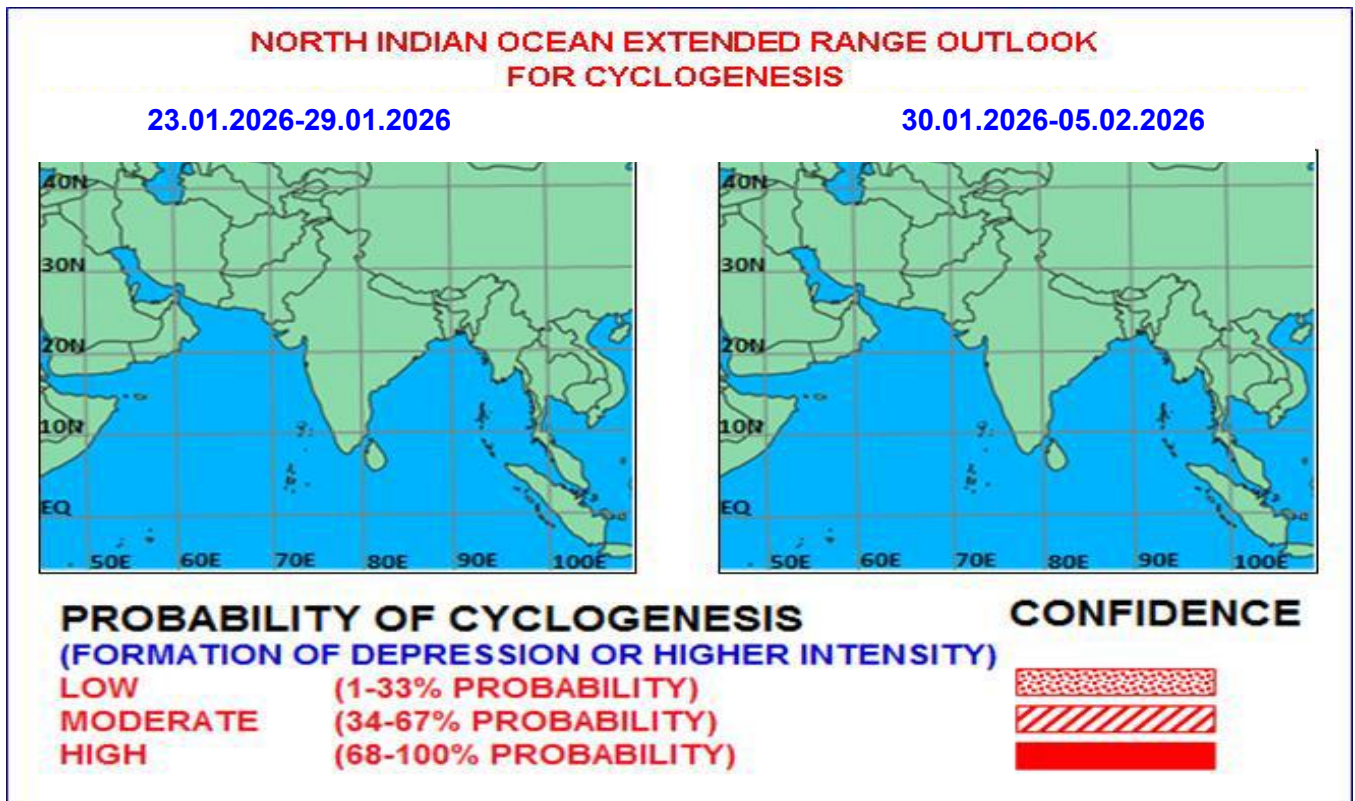 NORTH INDIAN OCEAN EXTENDED RANGE OUTLOOK
FOR CYCLOGENESIS
23.01.2026-29.01.2026
30.01.2026-05.02.2026
40N
30N
20N
10N
EQ
50E 60E 70E 80E 90E 100E
40N
30N
20N
10N
EQ
50E 60E 70E 80E 90E 100E
PROBABILITY OF CYCLOGENESIS
CONFIDENCE
(FORMATION OF DEPRESSION OR HIGHER INTENSITY)
LOW (1-33% PROBABILITY)
MODERATE (34-67% PROBABILITY)
HIGH (68-100% PROBABILITY)